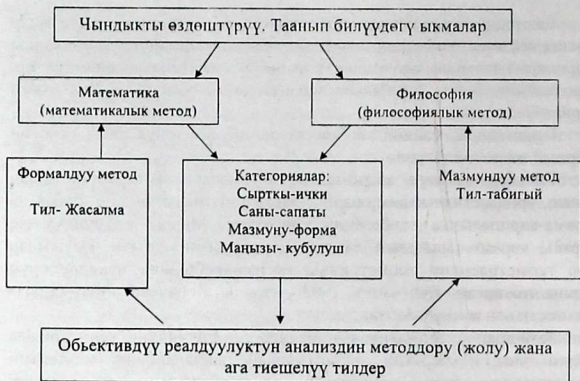 Чындыкты өздөштүрүү. Таанып билүүдөгү ыкмалар
Математика
(математикалык метод)
Философия
(философиялык метод)
Формалдуу метод
Тил- Жасалма
Категориялар:
Сырткы-ички
Саны-сапаты
Мазмуну-форма
Маңызы- кубулуш
Мазмундуу метод
Тил-табигый
Обьективдүү реалдуулуктун анализдин методдору (жолу) жана
ага тиешелүү тилдер